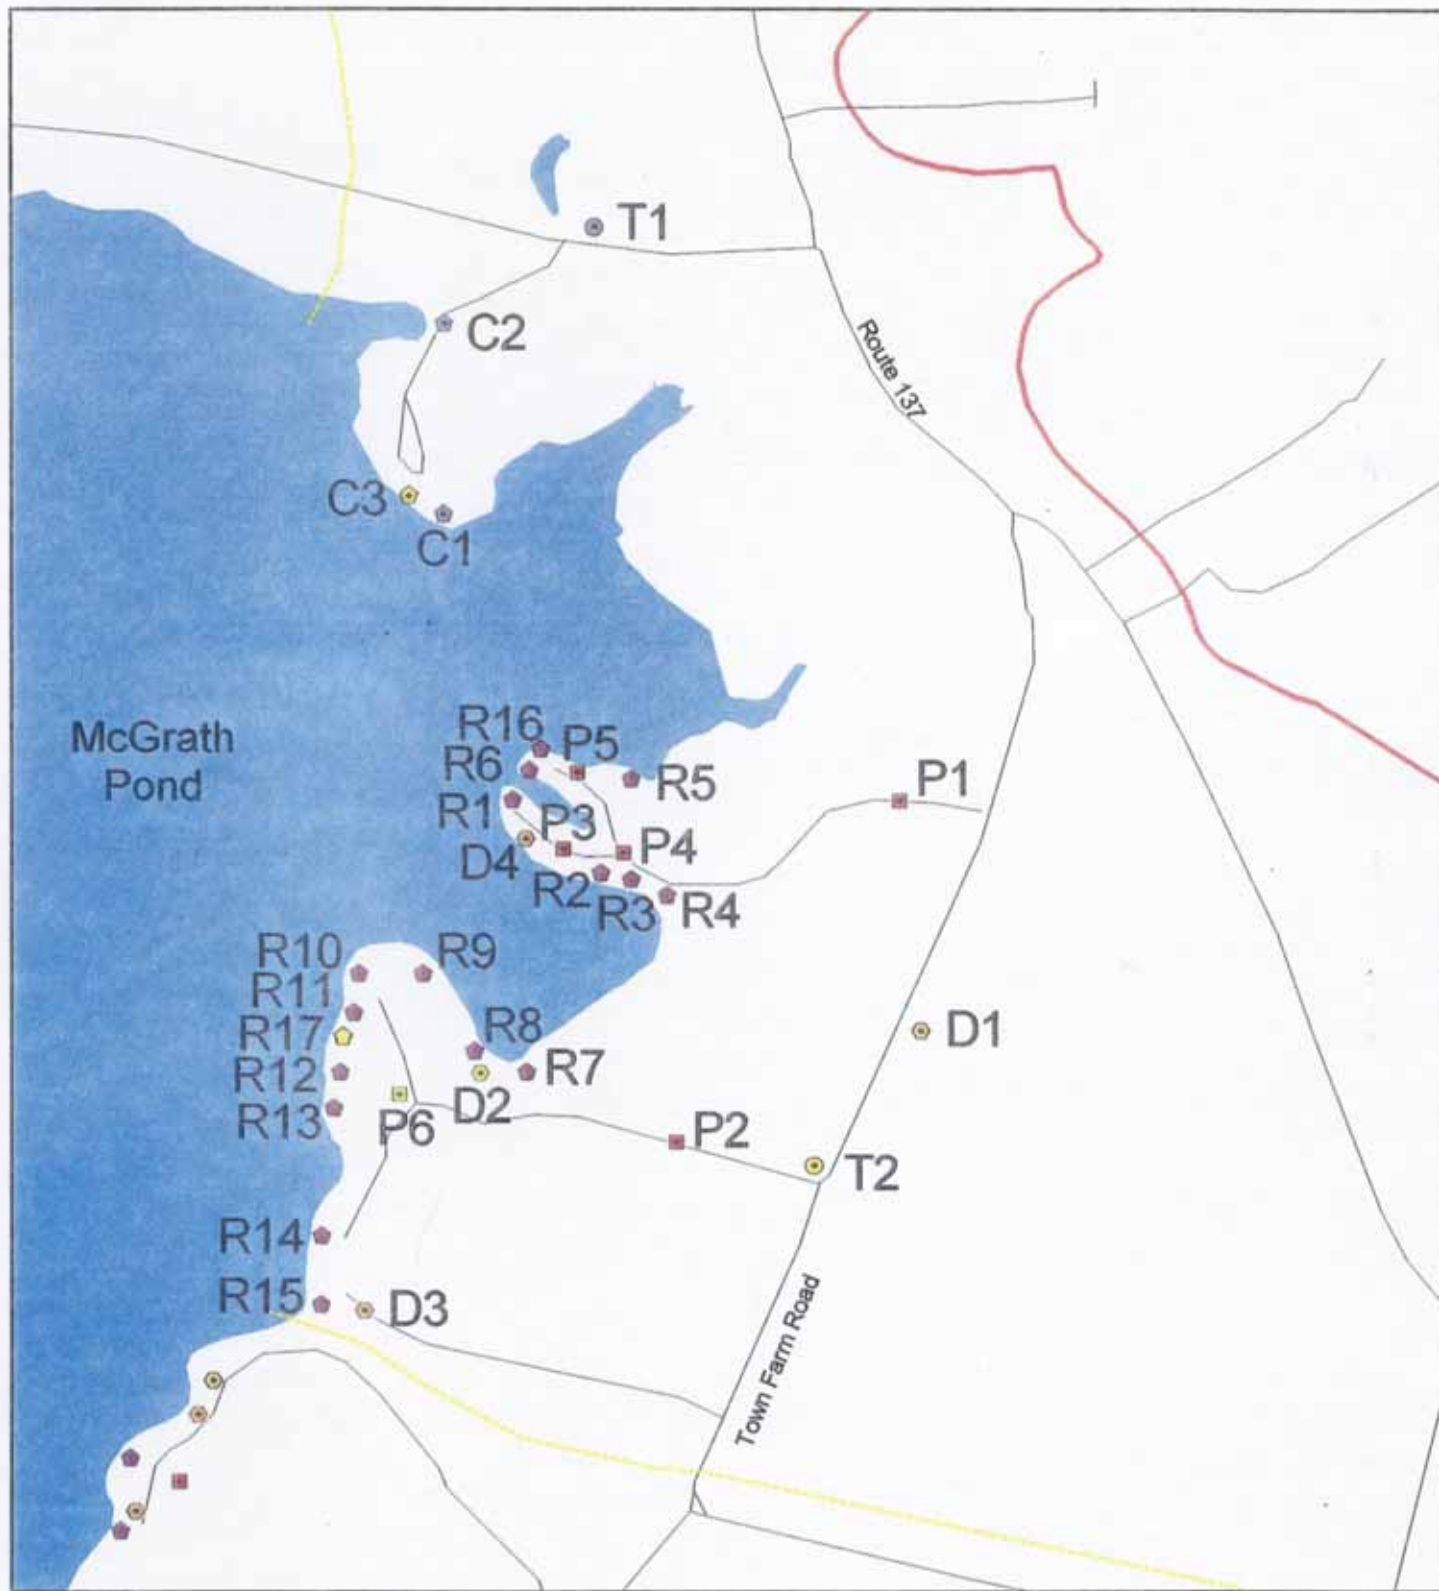 T1
C2
Route 137
C3
C1
McGrath
Pond
R16
P5
R6
R5
R1
P3
P1
D4
P4
R2
R3
R4
R10
R9
R11
R17
R8
D1
R12
R7
R13
P6
D2
P2
T2
R14
R15
D3
Town Farm Road